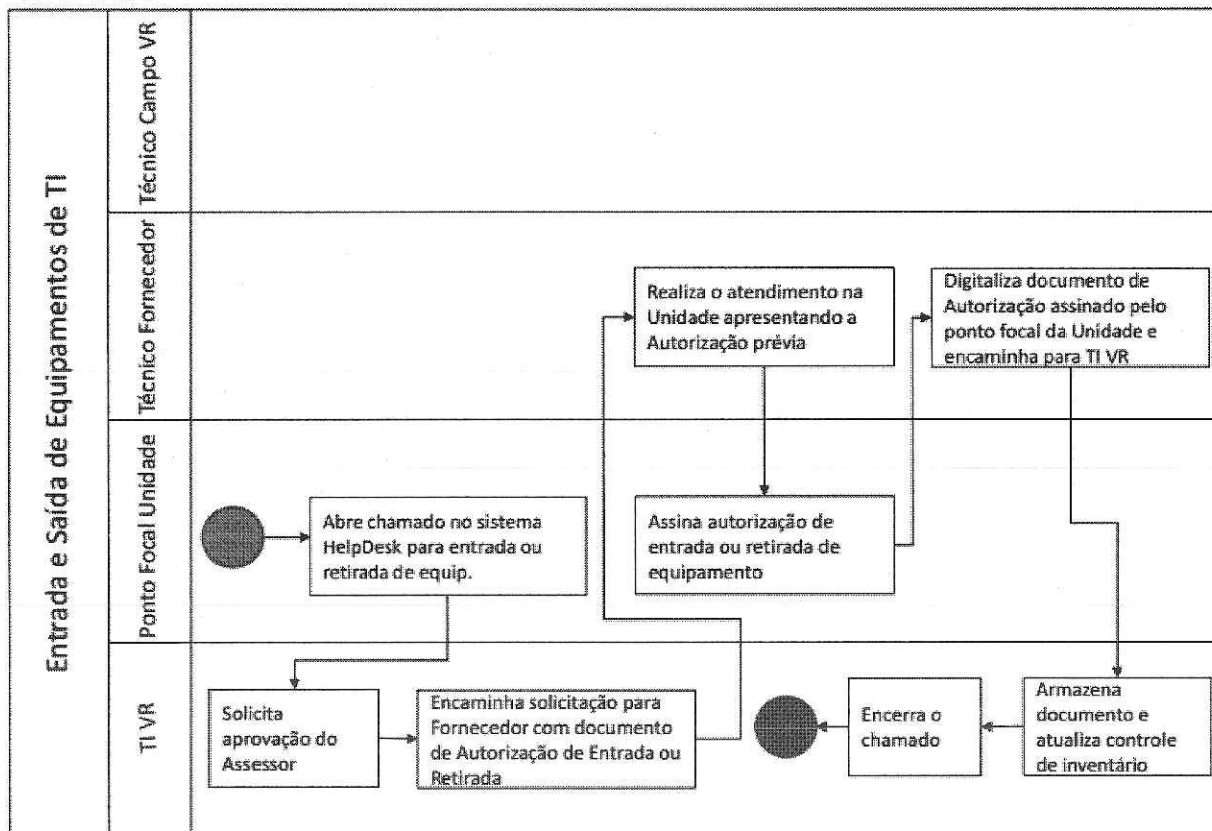 Entrada e Saída de Equipamentos de TI
Técnico Campo VR
Técnico Fornecedor
Realiza o atendimento na
Unidade apresentando a
Autorização prévia
Digitaliza documento de
Autorização assinado pelo
ponto focal da Unidade e
encaminha para TI VR
Ponto Focal Unidade
Abre chamado no sistema
HelpDesk para entrada ou
retirada de equip.
Assina autorização de
entrada ou retirada de
equipamento
TI VR
Solicita
aprovação do
Assessor
Encaminha solicitação para
Fornecedor com documento
de Autorização de Entrada ou
Retirada
Encerra o
chamado
Armazena
documento e
atualiza controle
de inventário